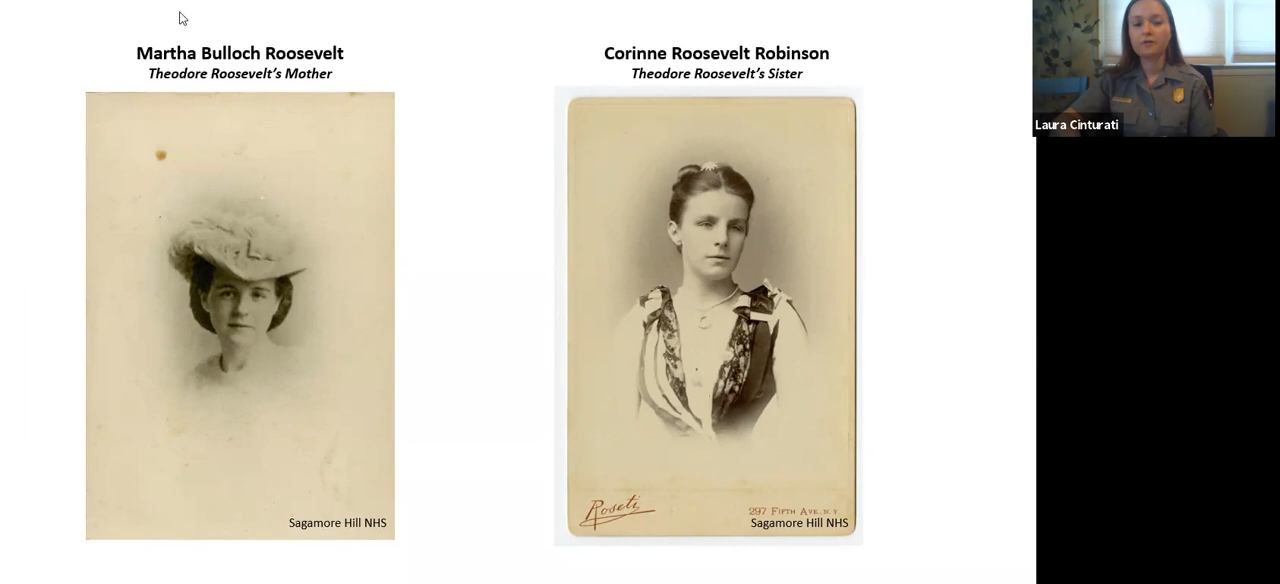 Martha Bulloch Roosevelt
Theodore Roosevelt's Mother
Sagamore Hill NHS
Corinne Roosevelt Robinson
Theodore Roosevelt's Sister
Roseti
297 FIFTH AVE. N.Y.
Sagamore Hill NHS
Laura Cinturati